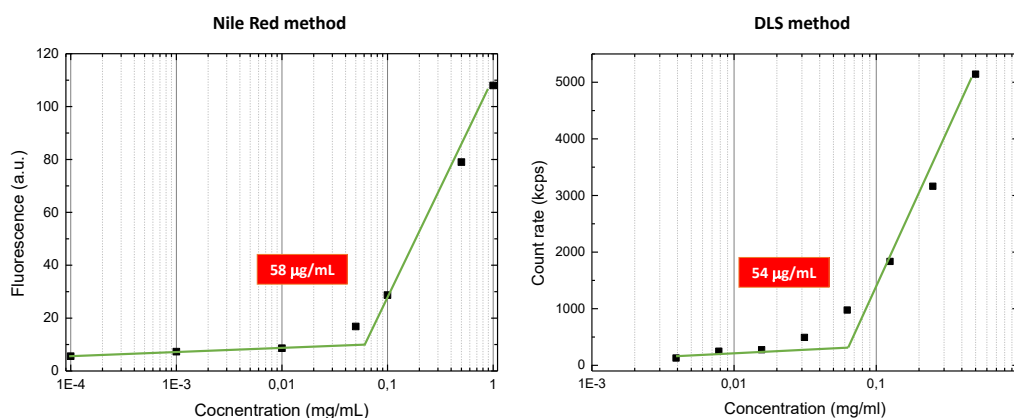 Nile Red method
120
100
80
60
40
20
0
1E-4
1E-3
0,01
0,1
1
Fluorescence (a.u.)
Cocnentration (mg/mL)
58 µg/mL
DLS method
5000
4000
3000
2000
1000
0
1E-3
0,01
0,1
Count rate (kcps)
Concentration (mg/ml)
54 µg/mL